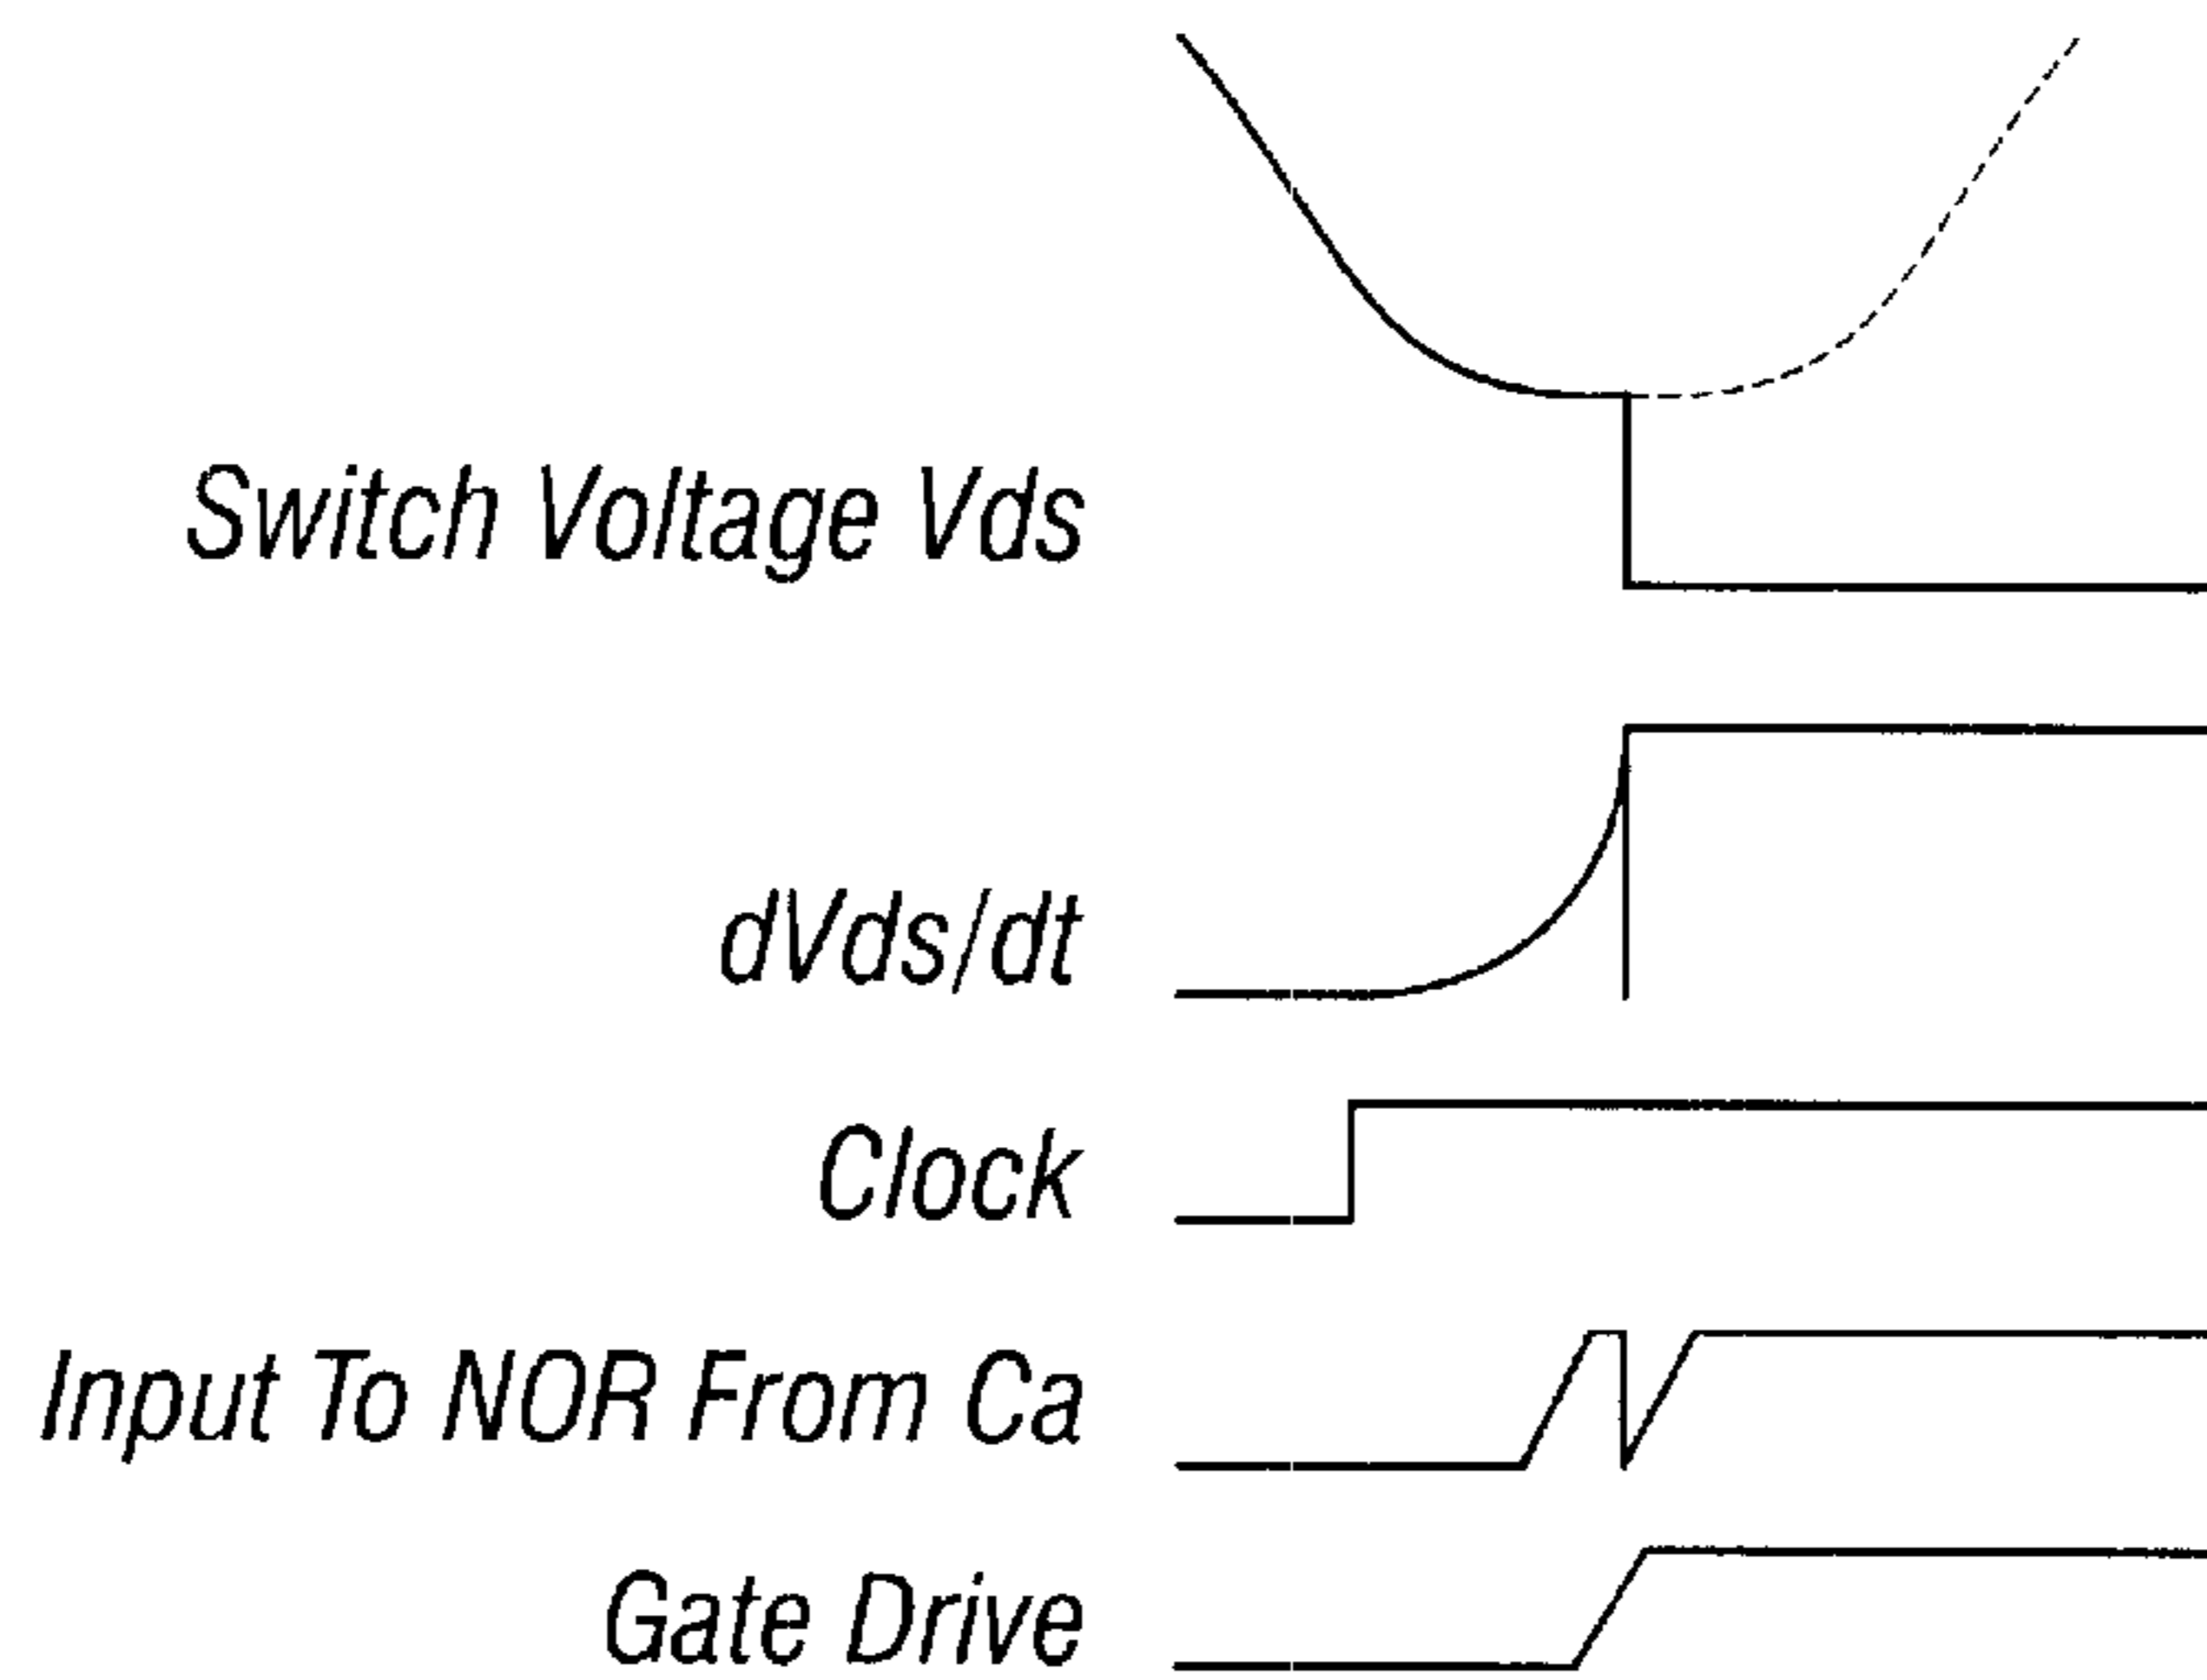 Switch Voltage Vds
dVds/dt
Clock
Input To NOR From Ca
Gate Drive